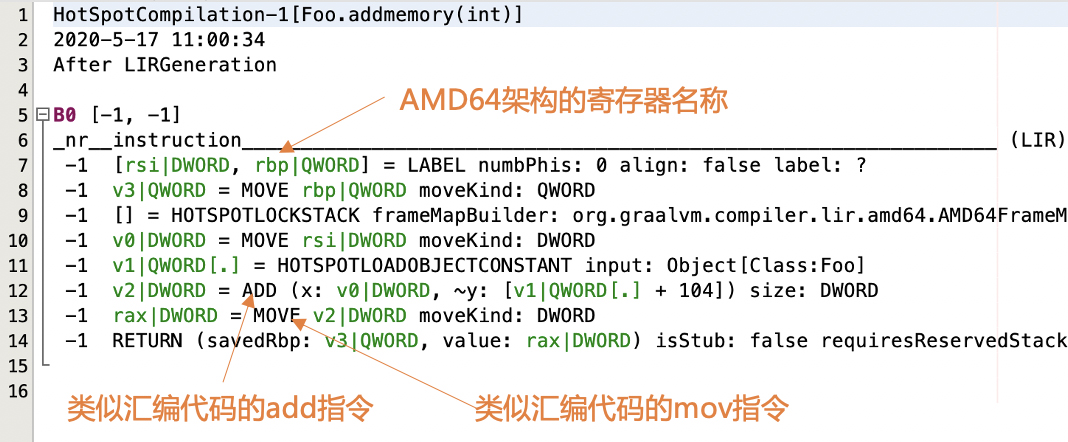 1 HotSpotCompilation-1[Foo.addmemory(int)]
2 2020-5-17 11:00:34
3 After LIRGeneration
4
AMD64架构的寄存器名称
5 B0 [-1, -1]
6 _nr__instruction______________________________________________________________ (LIR)
7 -1 [rsi|DWORD, rbp|QWORD] = LABEL numbPhis: 0 align: false label: ?
8 -1 v3|QWORD = MOVE rbp|QWORD moveKind: QWORD
9 -1 [] = HOTSPOTLOCKSTACK frameMapBuilder: org.graalvm.compiler.lir.amd64.AMD64FrameM
10 -1 v0|DWORD = MOVE rsi|DWORD moveKind: DWORD
11 -1 v1|QWORD[.] = HOTSPOTLOADOBJECTCONSTANT input: Object[Class:Foo]
12 -1 v2|DWORD = ADD (x: v0|DWORD, ~y: [v1|QWORD[.] + 104]) size: DWORD
13 -1 rax|DWORD = MOVE v2|DWORD moveKind: DWORD
14 -1 RETURN (savedRbp: v3|QWORD, value: rax|DWORD) isStub: false requiresReservedStack
15
16
类似汇编代码的add指令
类似汇编代码的mov指令